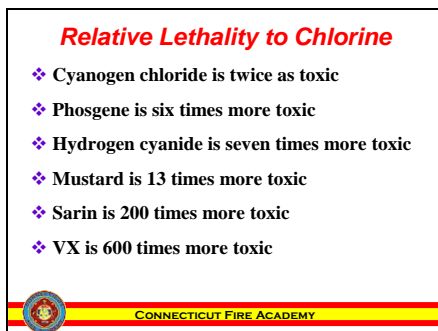 Relative Lethality to Chlorine
❖ Cyanogen chloride is twice as toxic
❖ Phosgene is six times more toxic
❖ Hydrogen cyanide is seven times more toxic
❖ Mustard is 13 times more toxic
❖ Sarin is 200 times more toxic
❖ VX is 600 times more toxic
CONNECTICUT FIRE ACADEMY